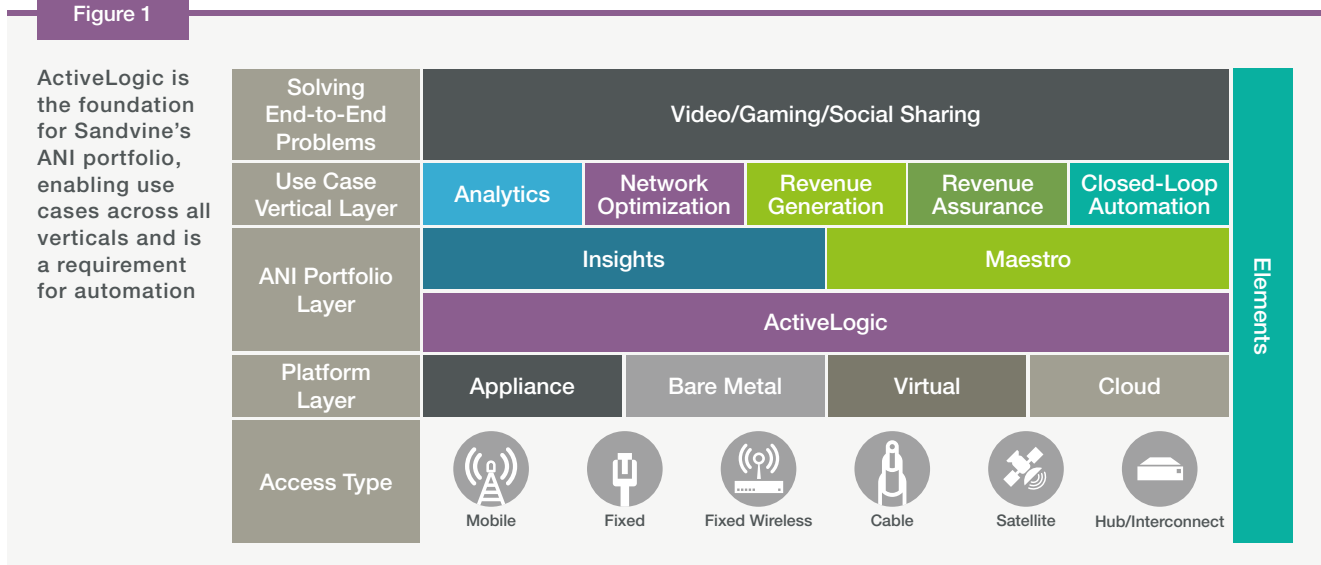 Figure 1
ActiveLogic is
the foundation
for Sandvine's
ANI portfolio,
enabling use
cases across all
verticals and is
a requirement
for automation
Solving
End-to-End
Problems
Video/Gaming/Social Sharing
Use Case
Vertical Layer
Analytics
Network
Optimization
Revenue
Generation
Revenue
Assurance
Closed-Loop
Automation
ANI Portfolio
Layer
Insights
Maestro
ActiveLogic
Platform
Layer
Appliance
Bare Metal
Virtual
Cloud
Access Type
Mobile
Fixed
Fixed Wireless
Cable
Satellite
Hub/Interconnect
Elements